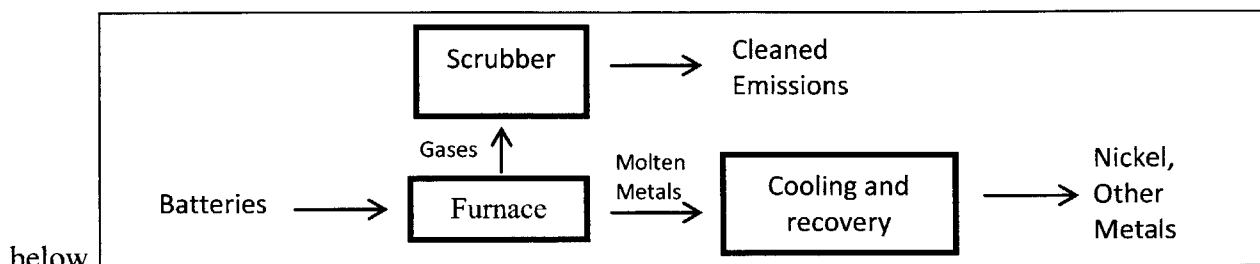 Scrubber
Cleaned
Emissions
Gases
Molten
Metals
Batteries
Furnace
Cooling and
recovery
Nickel,
Other
Metals
below